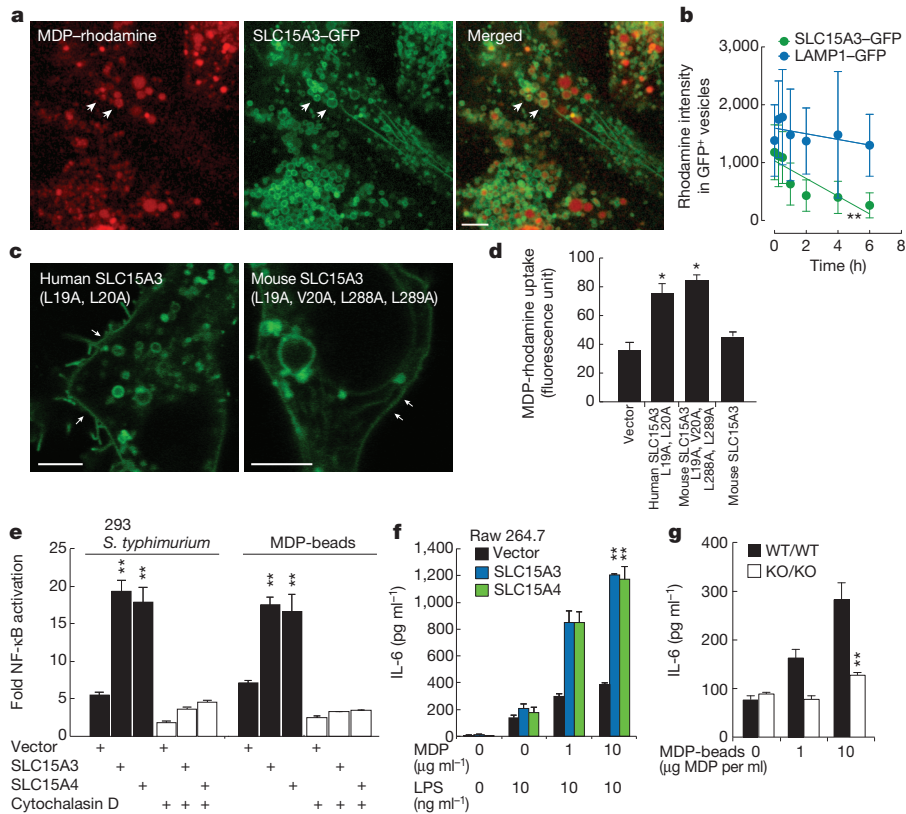 a
MDP–rhodamine
SLC15A3–GFP
Merged
b
Rhodamine intensity
in GFP+ vesicles
3,000
2,000
1,000
0
SLC15A3–GFP
LAMP1–GFP
**
0 2 4 6 8
Time (h)
c
Human SLC15A3
(L19A, L20A)
Mouse SLC15A3
(L19A, V20A, L288A, L289A)
d
MDP-rhodamine uptake
(fluorescence unit)
100
80
60
40
20
0
* *
Vector
Human SLC15A3
L19A, L20A
Mouse SLC15A3
L19A, V20A,
L288A, L289A
Mouse SLC15A3
e
293
S. typhimurium
MDP-beads
Fold NF-κB activation
25
20
15
10
5
0
** ** ** **
Vector + + + +
SLC15A3 + + + +
SLC15A4 + + + +
Cytochalasin D + + + + + +
f
Raw 264.7
Vector
SLC15A3
SLC15A4
IL-6 (pg ml−1)
1,400
1,200
1,000
800
600
400
200
0
** **
MDP 0 0 1 10
(μg ml−1)
LPS 0 10 10 10
(ng ml−1)
g
WT/WT
KO/KO
IL-6 (pg ml−1)
400
300
200
100
0
**
MDP-beads 0 1 10
(μg MDP per ml)